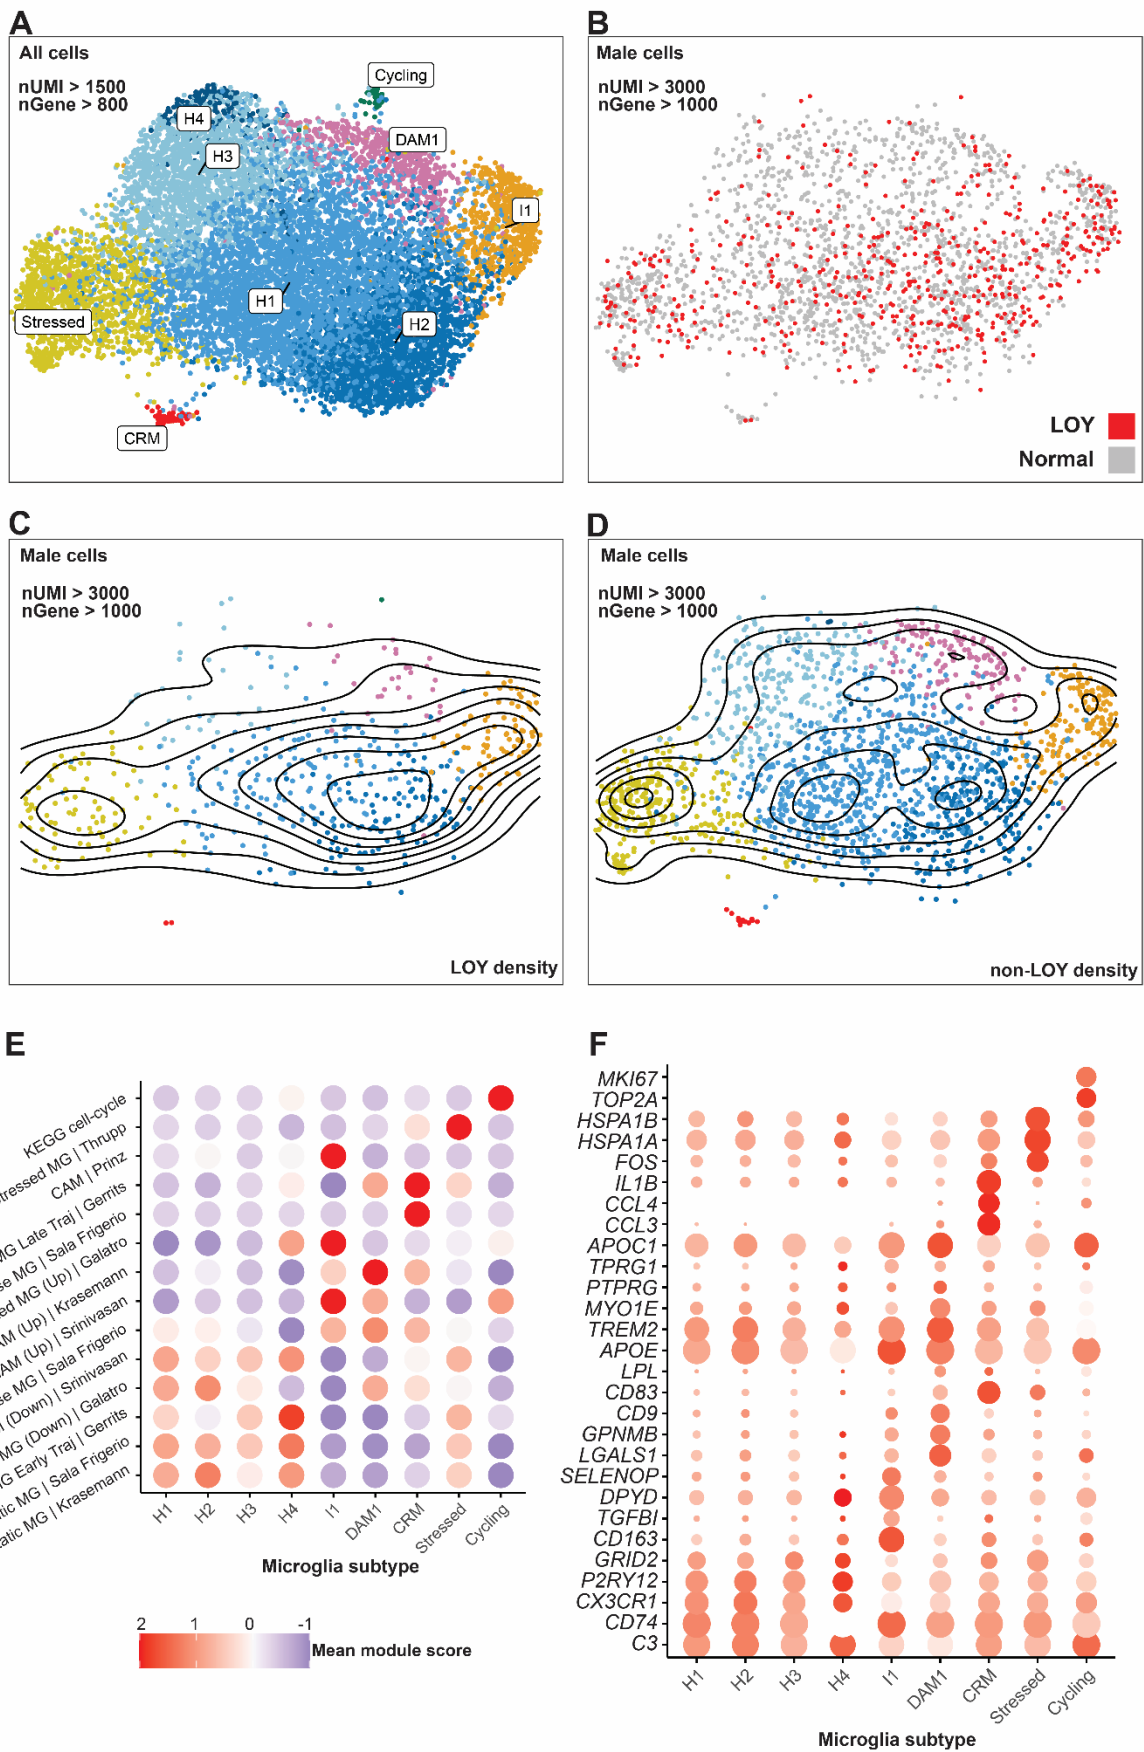 A
All cells
nUMI > 1500
nGene > 800
Cycling
H4
H3
DAM1
I1
H1
H2
Stressed
CRM
B
Male cells
nUMI > 3000
nGene > 1000
LOY
Normal
C
Male cells
nUMI > 3000
nGene > 1000
LOY density
D
Male cells
nUMI > 3000
nGene > 1000
non-LOY density
E
KEGG cell-cycle
tressed MG | Thrupp
CAM | Prinz
MG Late Traj | Gerrits
se MG | Sala Frigerio
ed MG (Up) | Galatro
AM (Up) | Krasemann
AM (Up) | Srinivasan
se MG | Sala Frigerio
(Down) | Srinivasan
MG (Down) | Galatro
G Early Traj | Gerrits
tic MG | Sala Frigerio
atic MG | Krasemann
H1 H2 H3 H4 I1 DAM1 CRM Stressed Cycling
Microglia subtype
2 1 0 -1
Mean module score
F
MKI67
TOP2A
HSPA1B
HSPA1A
FOS
IL1B
CCL4
CCL3
APOC1
TPRG1
PTPRG
MYO1E
TREM2
APOE
LPL
CD83
CD9
GPNMB
LGALS1
SELENOP
DPYD
TGFBI
CD163
GRID2
P2RY12
CX3CR1
CD74
C3
H1 H2 H3 H4 I1 DAM1 CRM Stressed Cycling
Microglia subtype